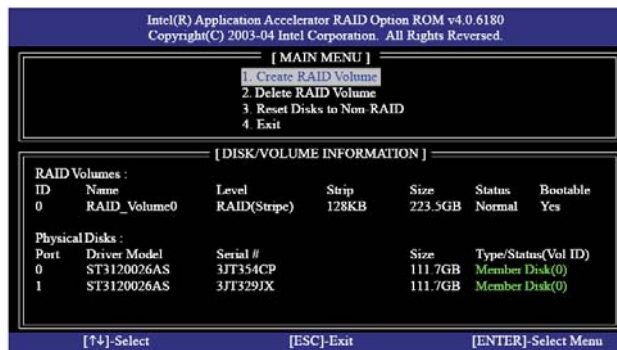 Intel(R) Application Accelerator RAID Option ROM v4.0.6180
Copyright(C) 2003-04 Intel Corporation. All Rights Reversed.
[ MAIN MENU ]
1. Create RAID Volume
2. Delete RAID Volume
3. Reset Disks to Non-RAID
4. Exit
[ DISK/VOLUME INFORMATION ]
RAID Volumes :
ID Name Level Strip Size Status Bootable
0 RAID_Volume0 RAID(Stripe) 128KB 223.5GB Normal Yes
Physical Disks :
Port Driver Model Serial # Size Type/Status(Vol ID)
0 ST3120026AS 3JT354CP 111.7GB Member Disk(0)
1 ST3120026AS 3JT329JX 111.7GB Member Disk(0)
[↑↓]-Select [ESC]-Exit [ENTER]-Select Menu